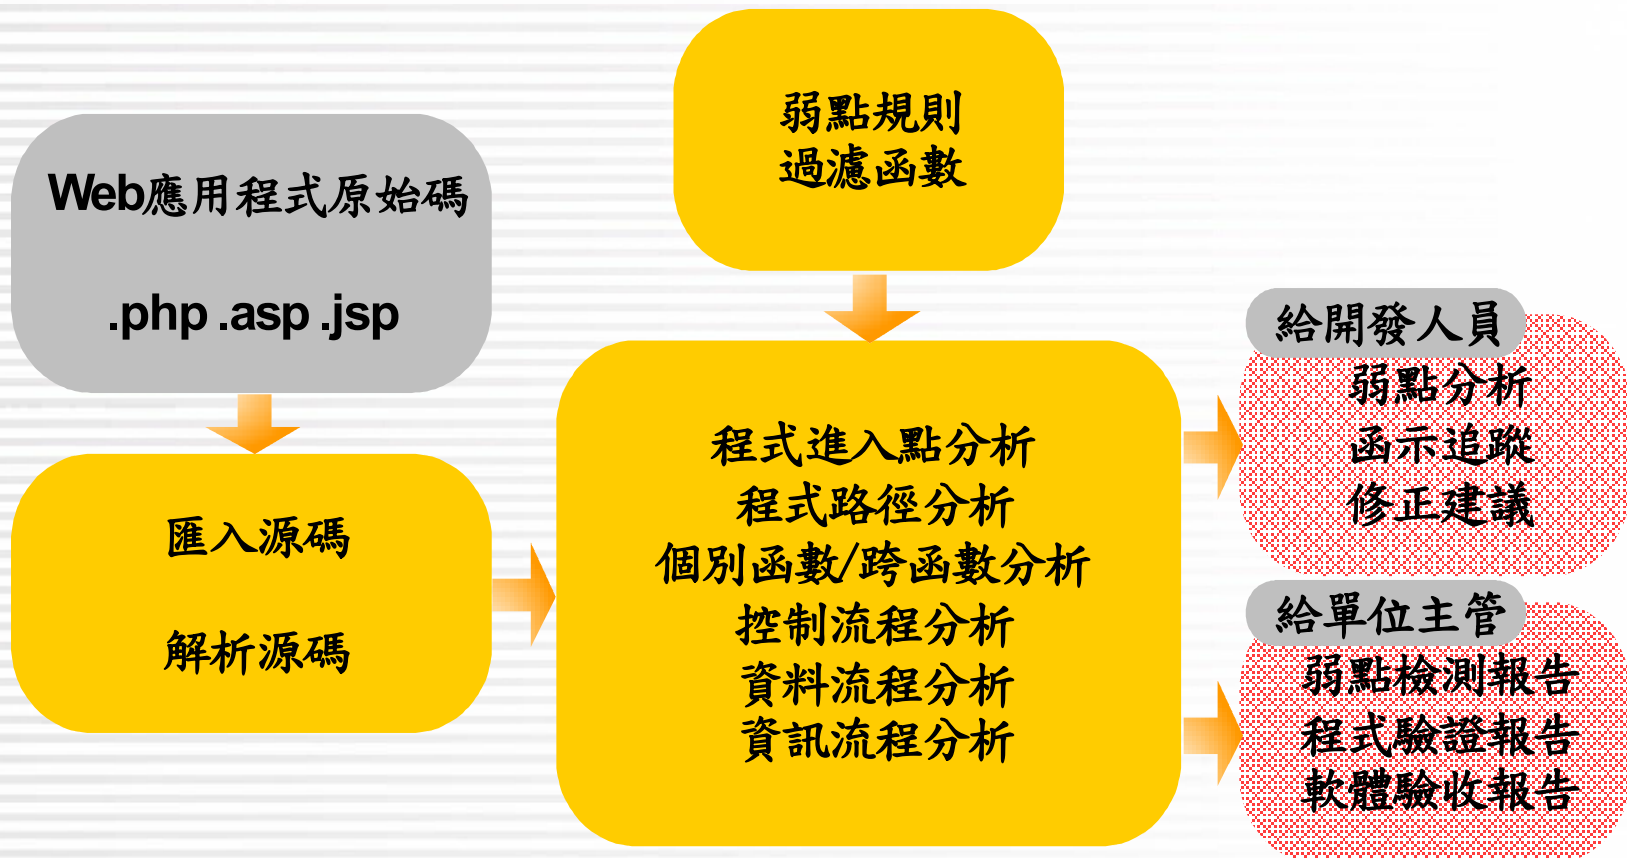 Web應用程式原始碼
.php .asp .jsp
匯入源碼
解析源碼
弱點規則
過濾函數
程式進入點分析
程式路徑分析
個別函數/跨函數分析
控制流程分析
資料流程分析
資訊流程分析
給開發人員
弱點分析
函示追蹤
修正建議
給單位主管
弱點檢測報告
程式驗證報告
軟體驗收報告